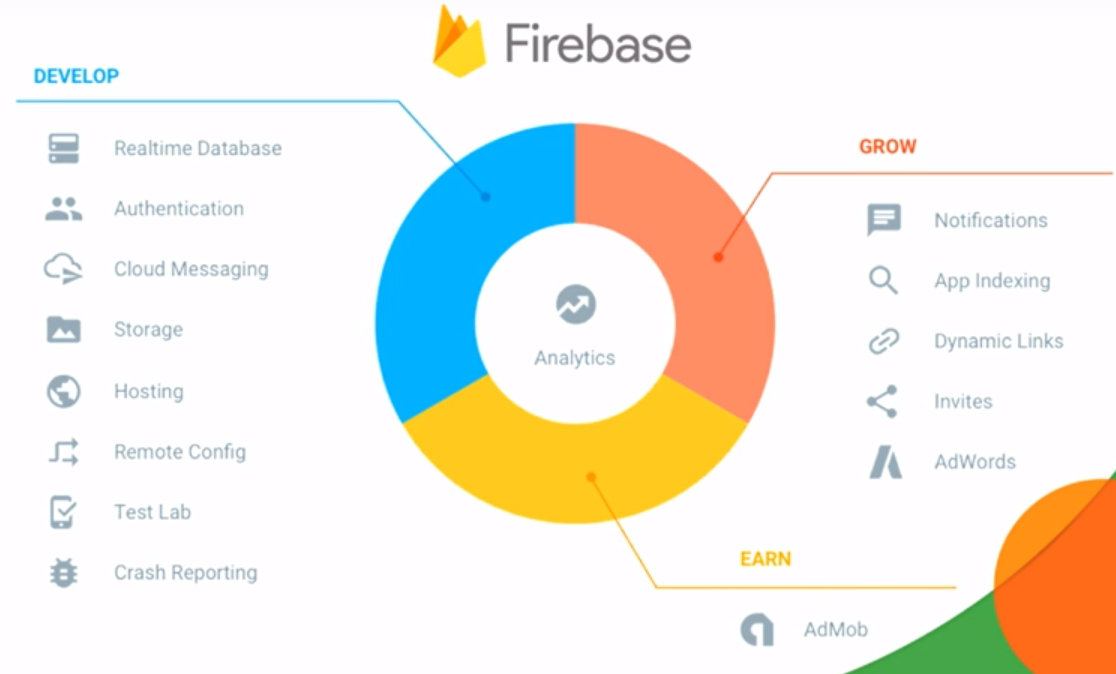 Firebase
DEVELOP
Realtime Database
Authentication
Cloud Messaging
Storage
Hosting
Remote Config
Test Lab
Crash Reporting
Analytics
GROW
Notifications
App Indexing
Dynamic Links
Invites
AdWords
EARN
AdMob